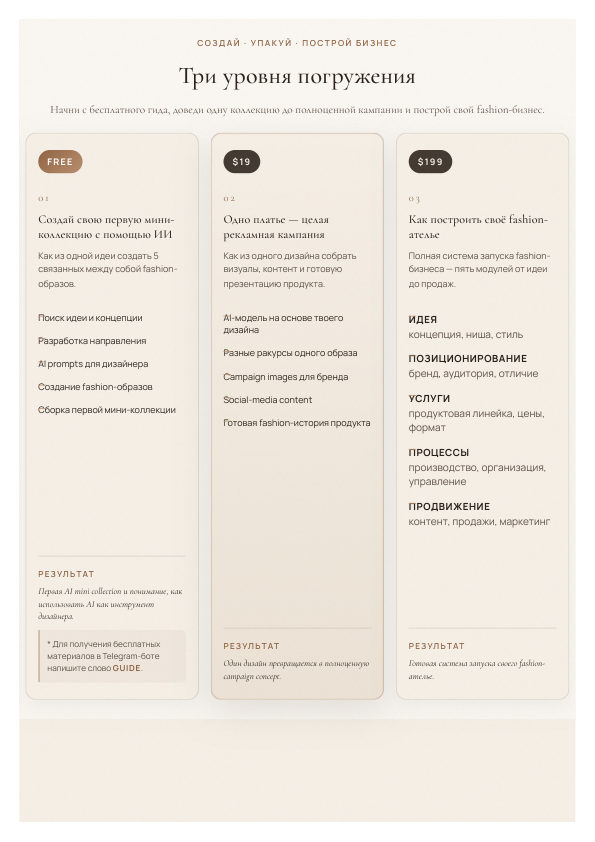 СОЗДАЙ · УПАКУЙ · ПОСТРОЙ БИЗНЕС
Три уровня погружения
Начни с бесплатного гида, доведи одну коллекцию до полноценной кампании и построй свой fashion-бизнес.
FREE
01
Создай свою первую мини-
коллекцию с помощью ИИ
Как из одной идеи создать 5
связанных между собой fashion-
образов.
Поиск идеи и концепции
Разработка направления
AI prompts для дизайнера
Создание fashion-образов
Сборка первой мини-коллекции
РЕЗУЛЬТАТ
Первая AI mini collection и понимание, как
использовать AI как инструмент
дизайнера.
* Для получения бесплатных
материалов в Telegram-боте
напишите слово GUIDE.
$19
02
Одно платье — целая
рекламная кампания
Как из одного дизайна собрать
визуалы, контент и готовую
презентацию продукта.
AI-модель на основе твоего
дизайна
Разные ракурсы одного образа
Campaign images для бренда
Social-media content
Готовая fashion-история продукта
РЕЗУЛЬТАТ
Один дизайн превращается в полноценную
campaign concept.
$199
03
Как построить своё fashion-
ателье
Полная система запуска fashion-
бизнеса — пять модулей от идеи
до продаж.
ИДЕЯ
концепция, ниша, стиль
ПОЗИЦИОНИРОВАНИЕ
бренд, аудитория, отличие
УСЛУГИ
продуктовая линейка, цены,
формат
ПРОЦЕССЫ
производство, организация,
управление
ПРОДВИЖЕНИЕ
контент, продажи, маркетинг
РЕЗУЛЬТАТ
Готовая система запуска своего fashion-
ателье.